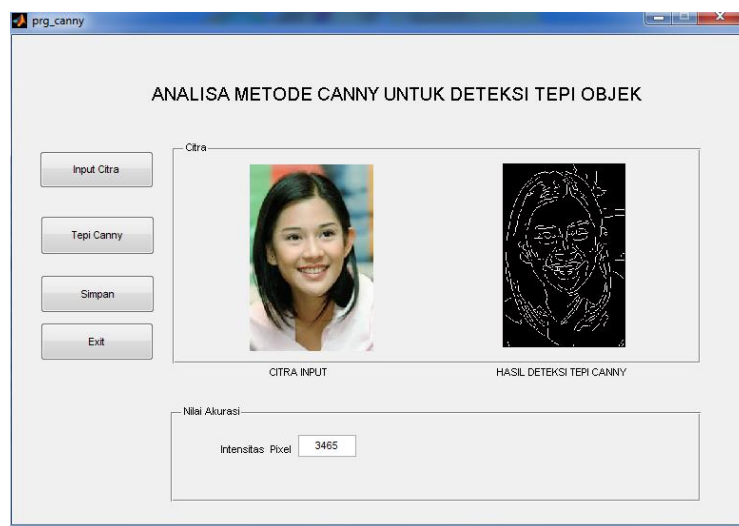 prg_canny
ANALISA METODE CANNY UNTUK DETEKSI TEPI OBJEK
Input Citra
Tepi Canny
Simpan
Exit
Citra
CITRA INPUT
HASIL DETEKSI TEPI CANNY
Nilai Akurasi
Intensitas Pixel 3465